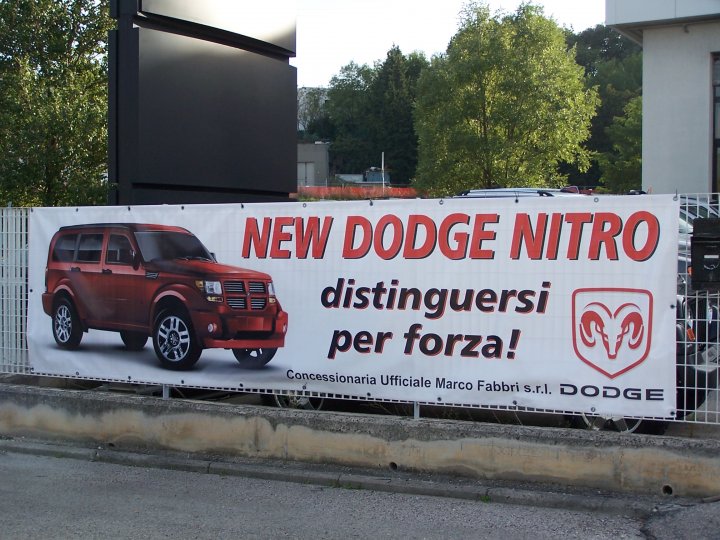 NEW DODGE NITRO
distinguersi
per forza!
Concessionaria Ufficiale Marco Fabbri s.r.l.
DODGE